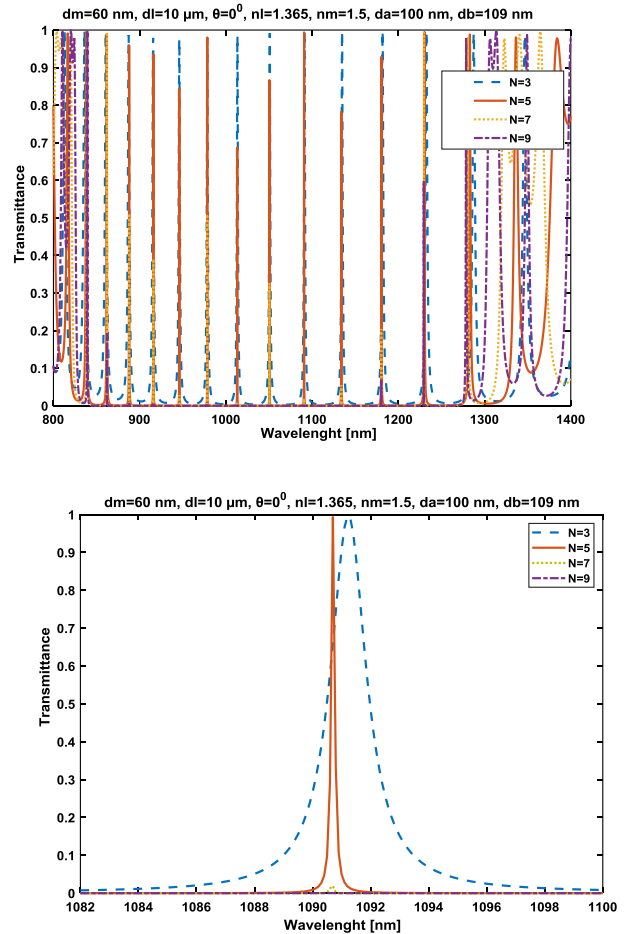 dm=60 nm, dl=10 µm, θ=0⁰, nl=1.365, nm=1.5, da=100 nm, db=109 nm
1
0.9
0.8
0.7
0.6
0.5
0.4
0.3
0.2
0.1
0
Transmittance
N=3
N=5
N=7
N=9
800 900 1000 1100 1200 1300 1400
Wavelenght [nm]
dm=60 nm, dl=10 µm, θ=0⁰, nl=1.365, nm=1.5, da=100 nm, db=109 nm
1
0.9
0.8
0.7
0.6
0.5
0.4
0.3
0.2
0.1
0
Transmittance
N=3
N=5
N=7
N=9
1082 1084 1086 1088 1090 1092 1094 1096 1098 1100
Wavelenght [nm]